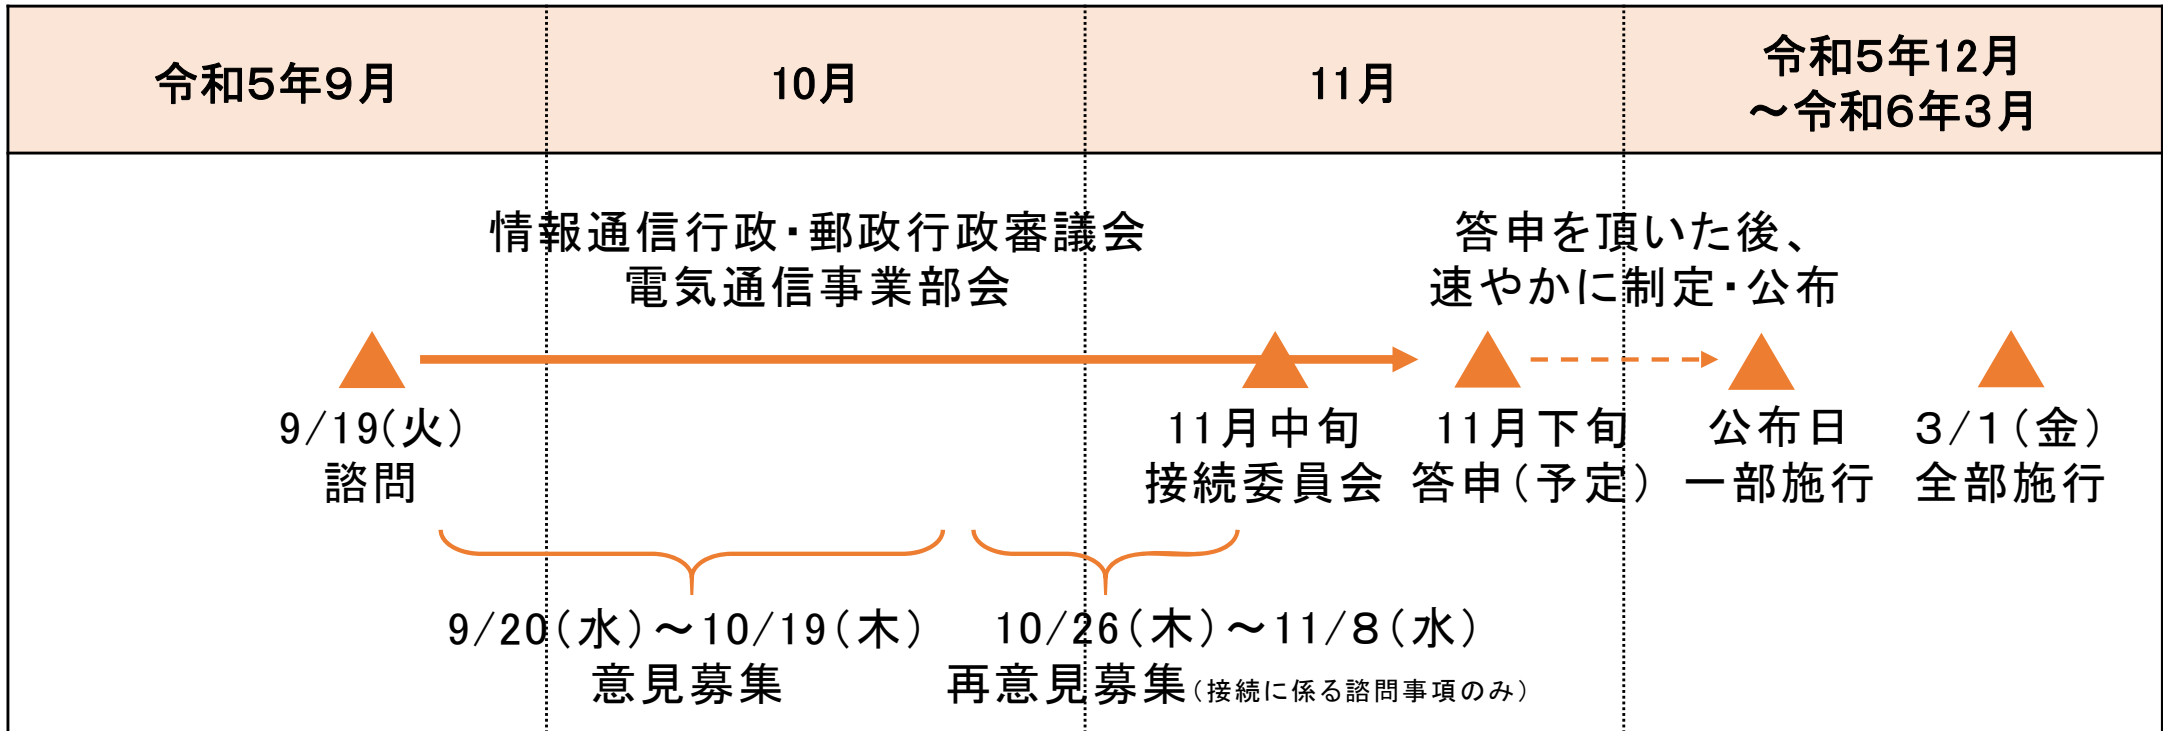 令和5年9月
10月
11月
令和5年12月
～令和6年3月
情報通信行政・郵政行政審議会
電気通信事業部会
答申を頂いた後、
速やかに制定・公布
9/19(火)
諮問
11月中旬
接続委員会
11月下旬
答申(予定)
公布日
一部施行
3/1(金)
全部施行
9/20(水)～10/19(木)
意見募集
10/26(木)～11/8(水)
再意見募集(接続に係る諮問事項のみ)